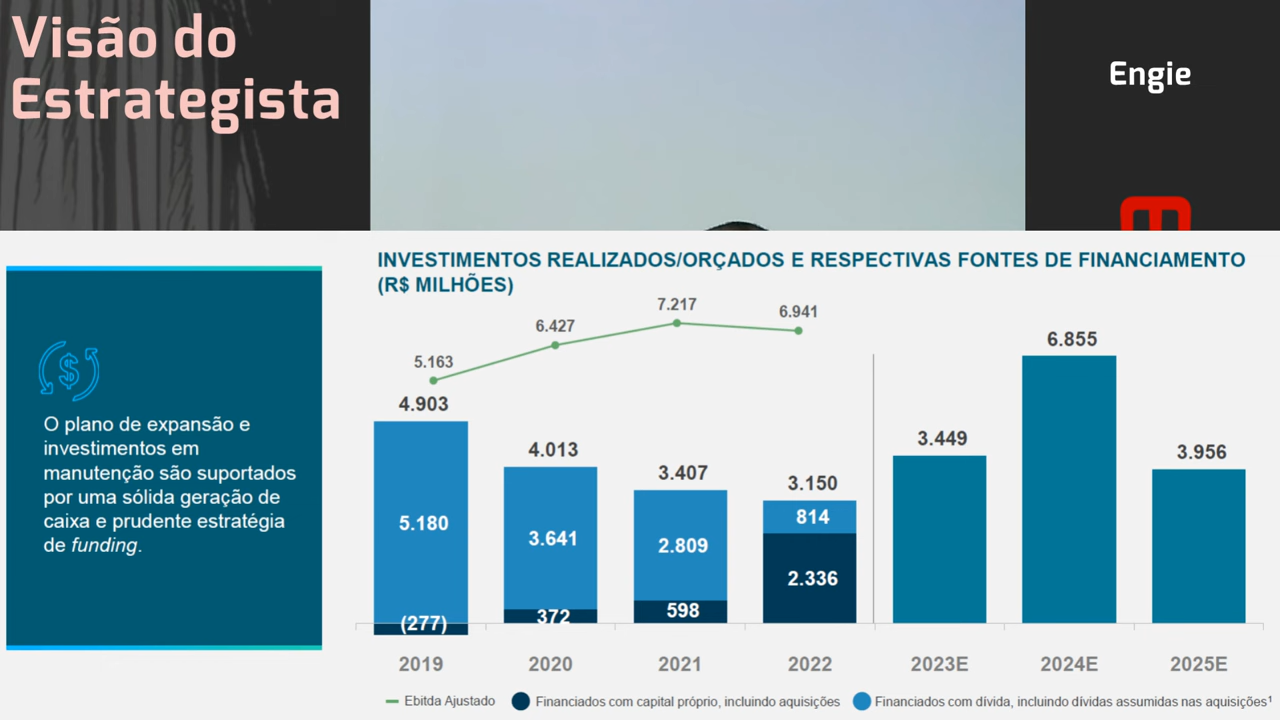 Visão do
Estrategista
Engie
INVESTIMENTOS REALIZADOS/ORÇADOS E RESPECTIVAS FONTES DE FINANCIAMENTO
(R$ MILHÕES)
O plano de expansão e
investimentos em
manutenção são suportados
por uma sólida geração de
caixa e prudente estratégia
de funding.
5.163
6.427
7.217
6.941
4.903
4.013
3.407
3.150
3.449
6.855
3.956
5.180
3.641
2.809
814
2.336
(277)
372
598
2019
2020
2021
2022
2023E
2024E
2025E
Ebitda Ajustado
Financiados com capital próprio, incluindo aquisições
Financiados com dívida, incluindo dívidas assumidas nas aquisições¹